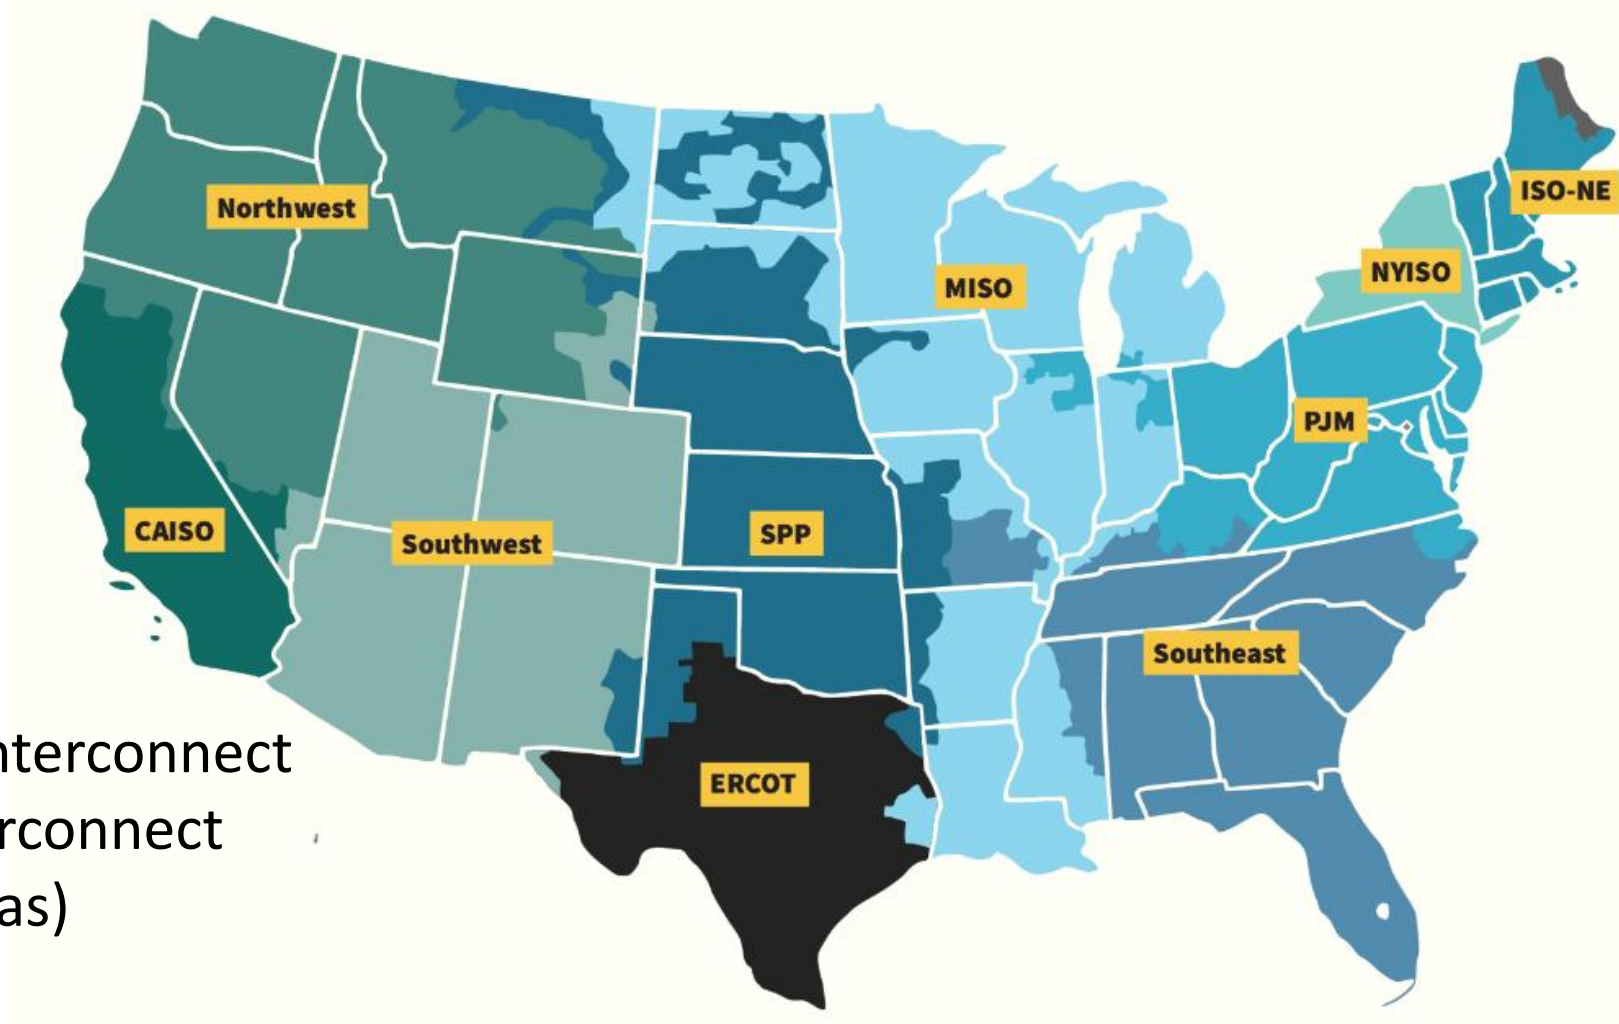 ISO-NE
Northwest
NYISO
MISO
PJM
CAISO
Southwest
SPP
Southeast
nterconnect
ERCOT
rconnect
as)